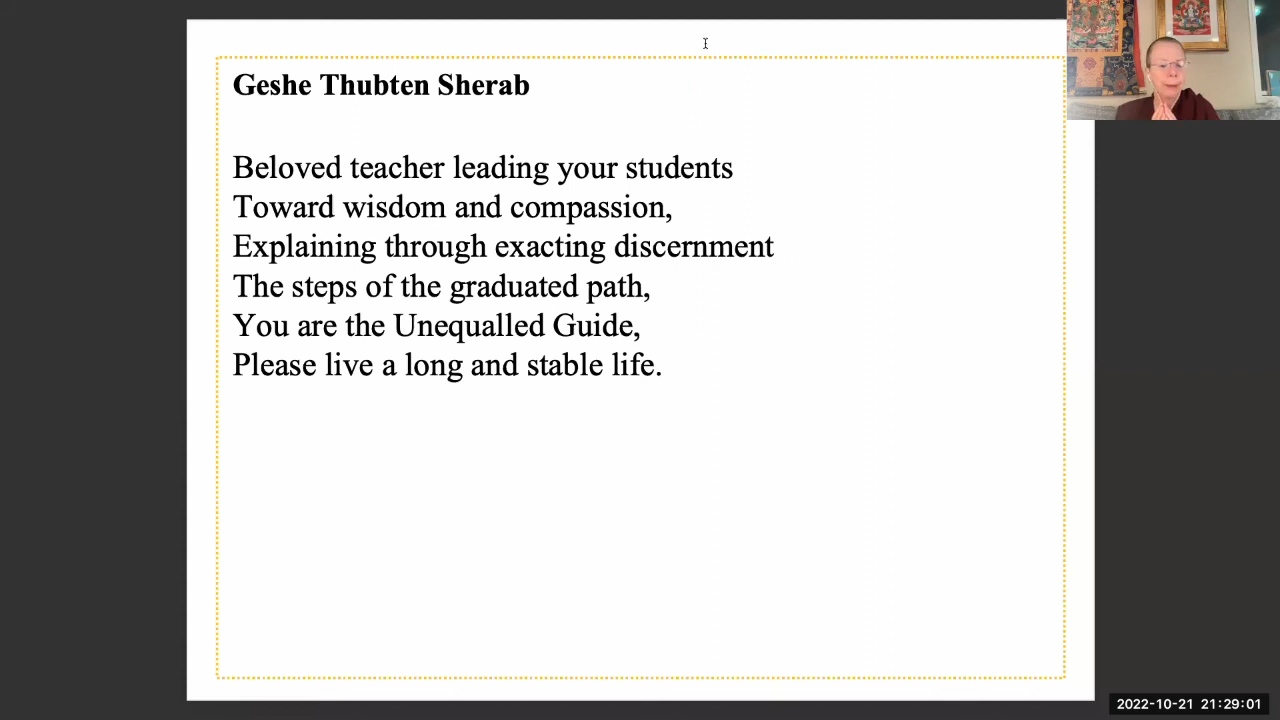 Geshe Thubten Sherab
Beloved teacher leading your students
Toward wisdom and compassion,
Explaining through exacting discernment
The steps of the graduated path,
You are the Unequalled Guide,
Please live a long and stable life.
2022-10-21 21:29:01